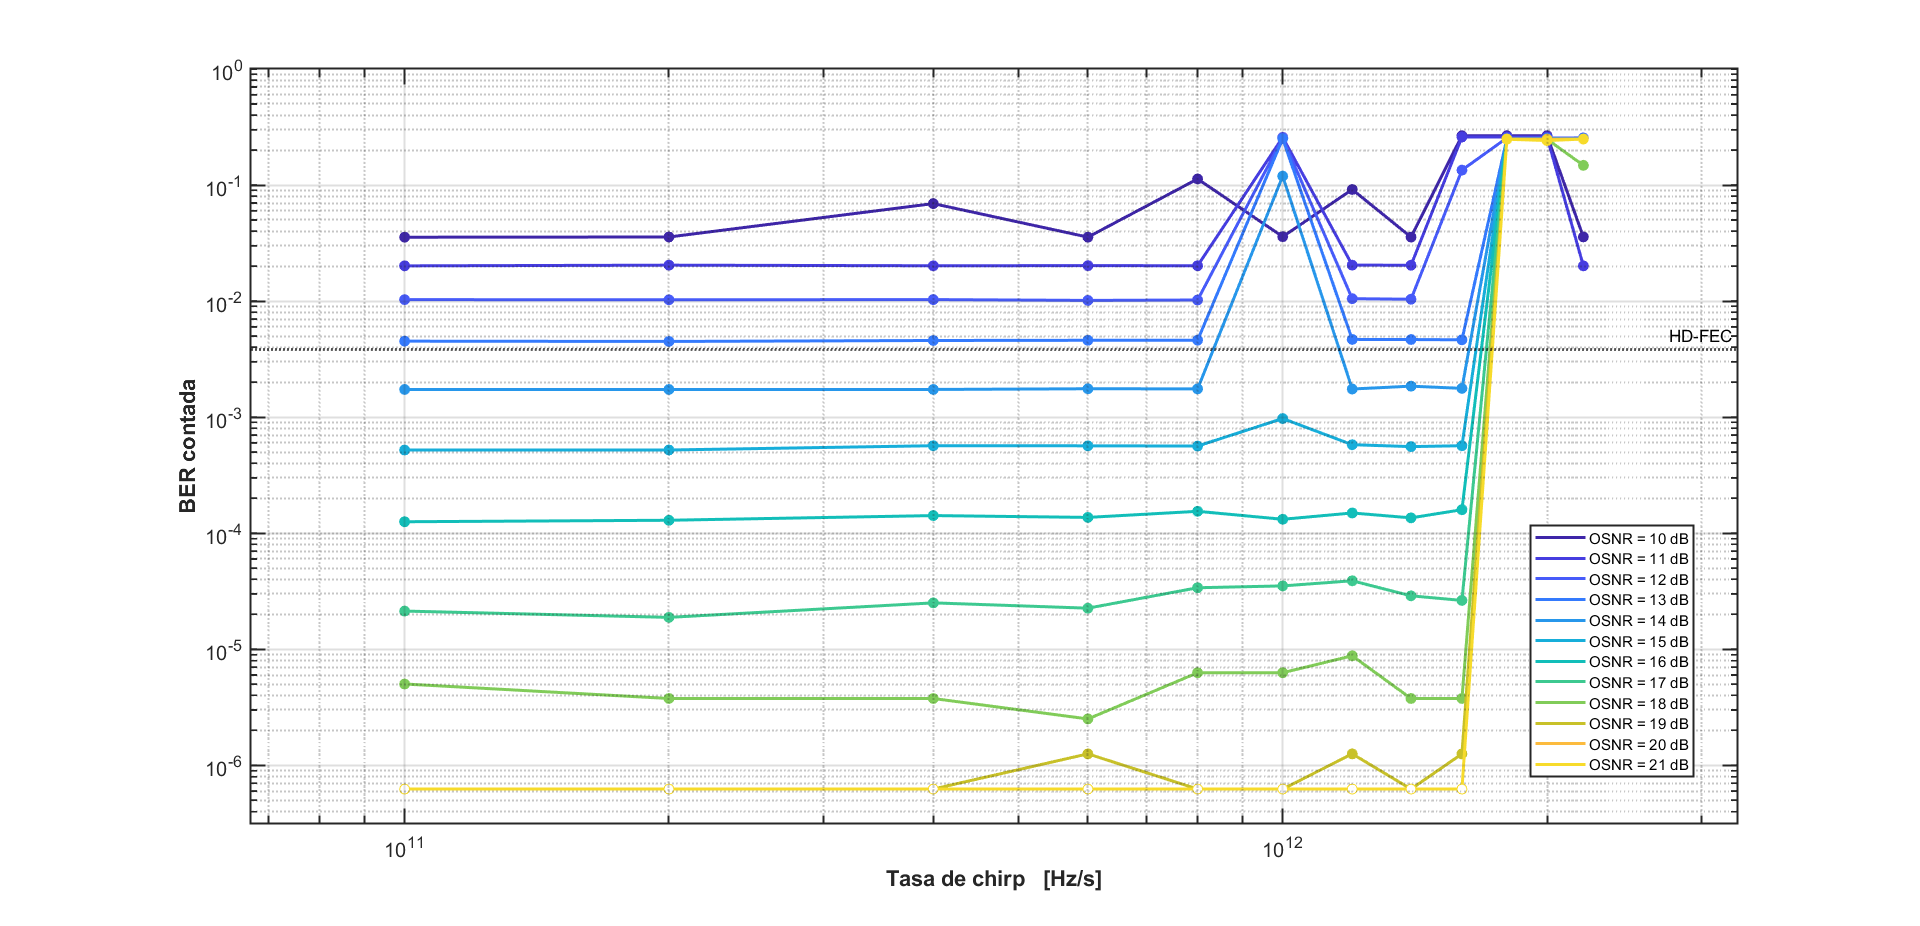 10^0
10^-1
10^-2
10^-3
10^-4
10^-5
10^-6
BER contada
HD-FEC
OSNR = 10 dB
OSNR = 11 dB
OSNR = 12 dB
OSNR = 13 dB
OSNR = 14 dB
OSNR = 15 dB
OSNR = 16 dB
OSNR = 17 dB
OSNR = 18 dB
OSNR = 19 dB
OSNR = 20 dB
OSNR = 21 dB
10^11 10^12
Tasa de chirp [Hz/s]